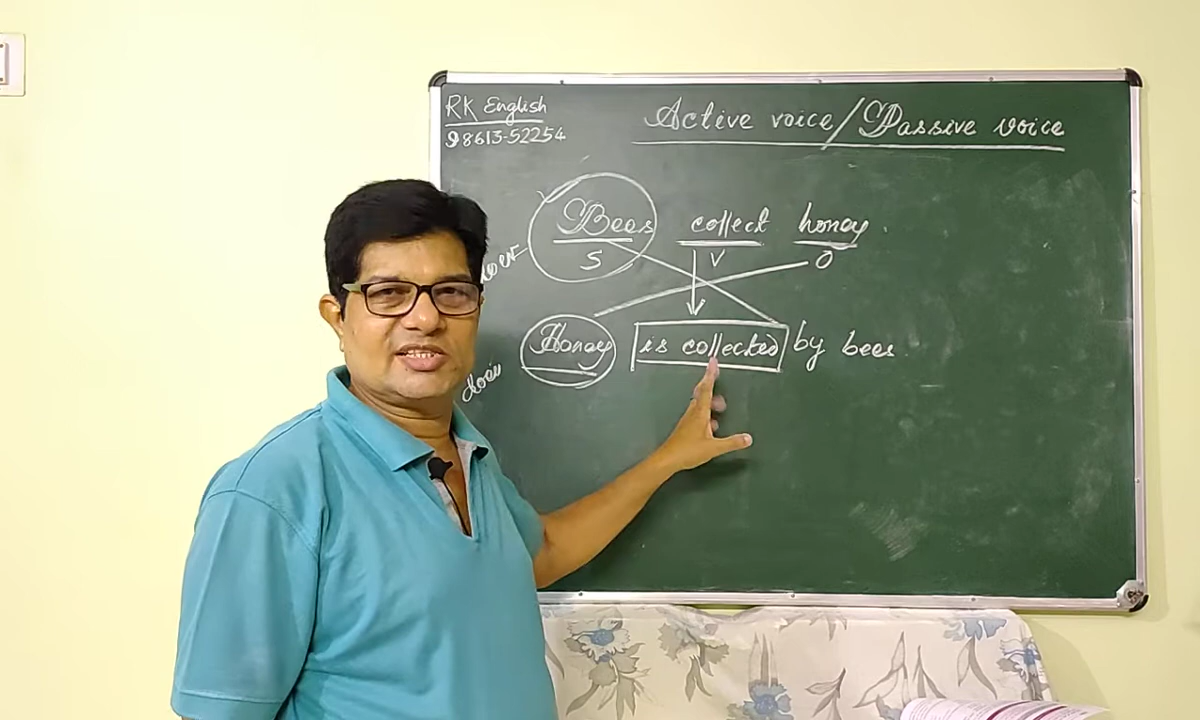 RK English
98613-52254
Active voice/Passive voice
Bees collect honey.
S V O
Honey is collected by bees